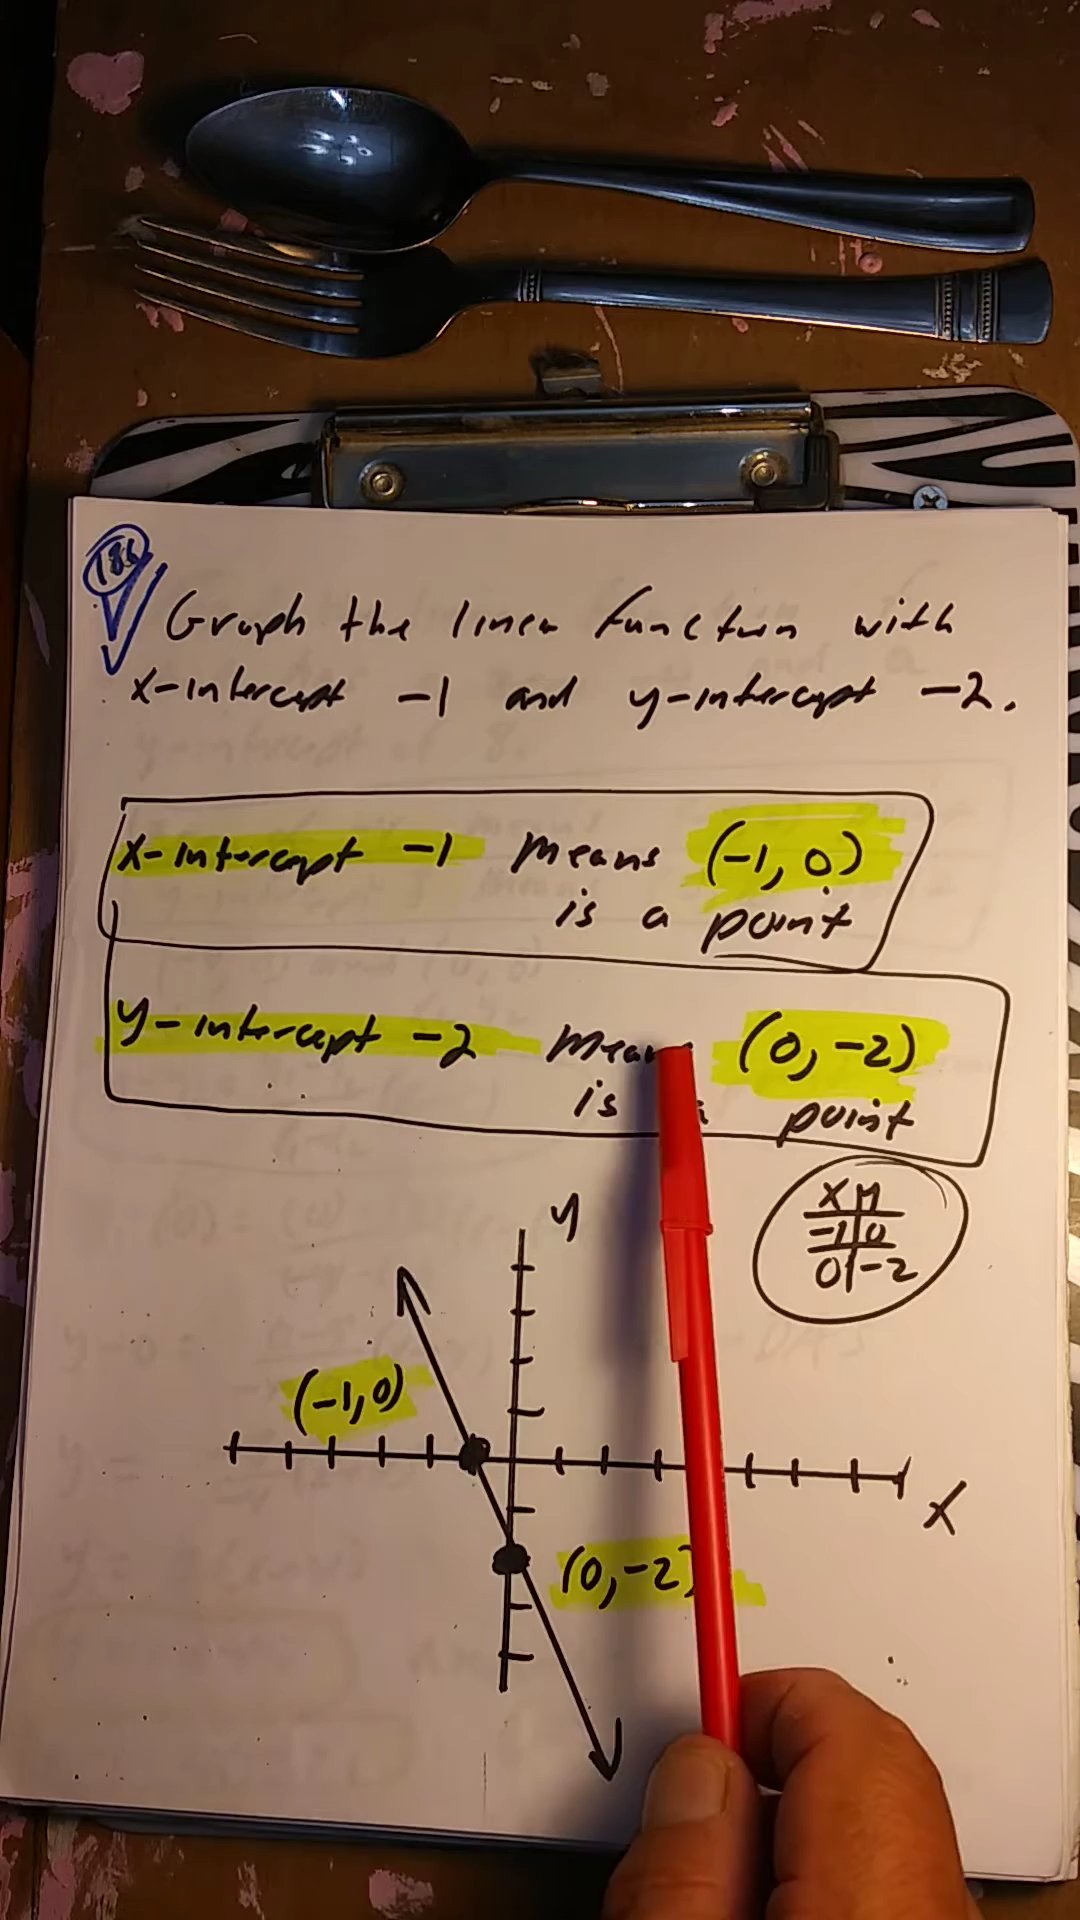 186
Graph the linear function with
x-intercept -1 and y-intercept -2.
x-intercept -1 means (-1, 0)
is a point
y-intercept -2 means (0, -2)
is a point
x y
-1 0
0 -2
y
(-1, 0)
x
(0, -2)